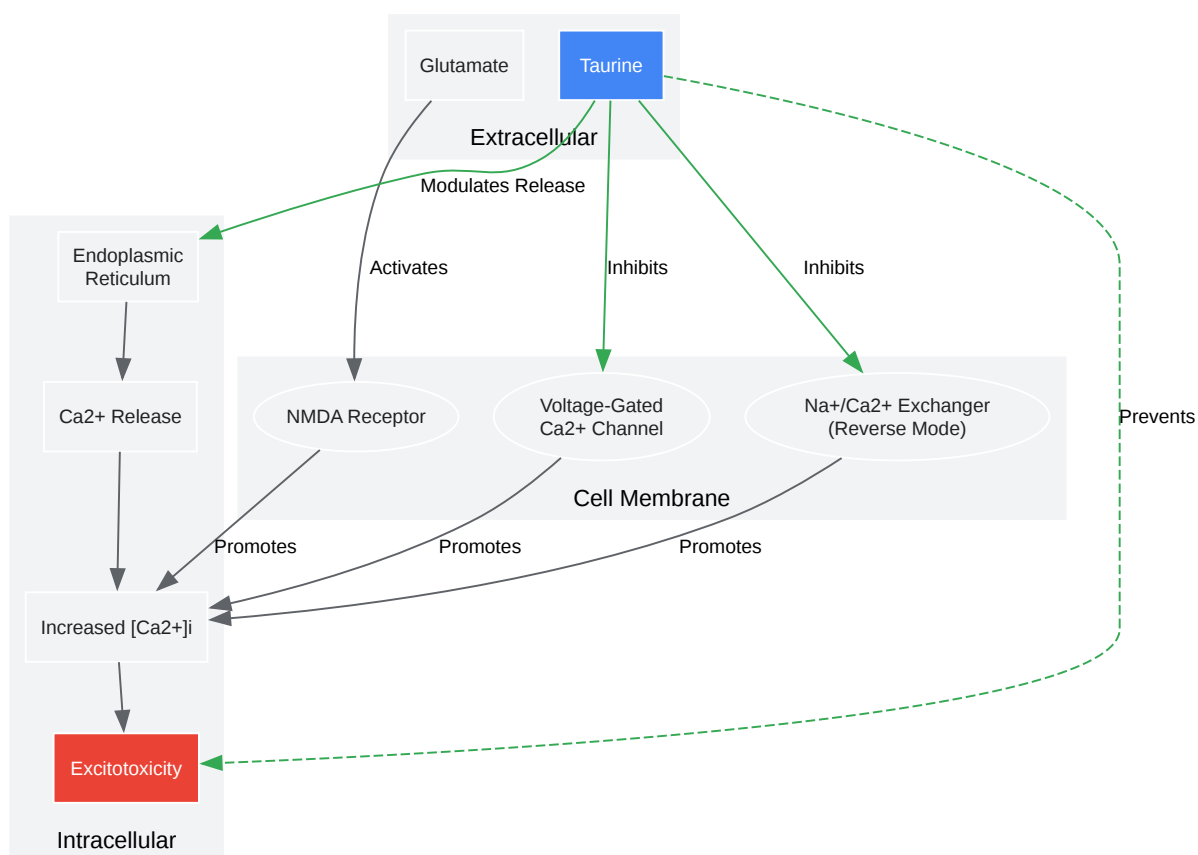 Glutamate
Taurine
Extracellular
Modulates Release
Endoplasmic
Reticulum
Activates
Inhibits
Inhibits
Ca2+ Release
NMDA Receptor
Voltage-Gated
Ca2+ Channel
Na+/Ca2+ Exchanger
(Reverse Mode)
Prevents
Cell Membrane
Promotes
Promotes
Promotes
Increased [Ca2+]i
Excitotoxicity
Intracellular